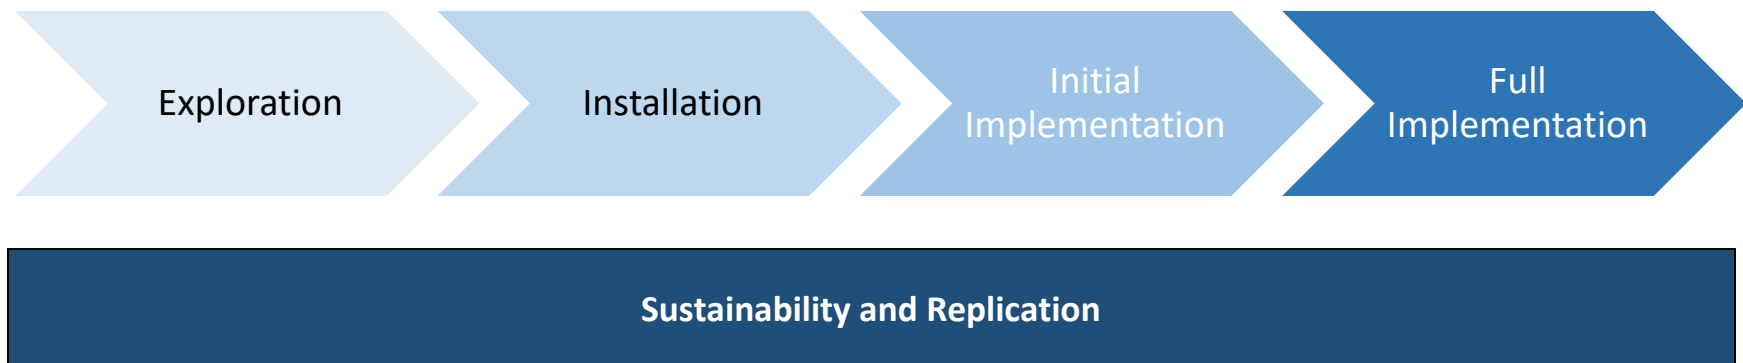 Exploration
Installation
Initial
Implementation
Full
Implementation
Sustainability and Replication